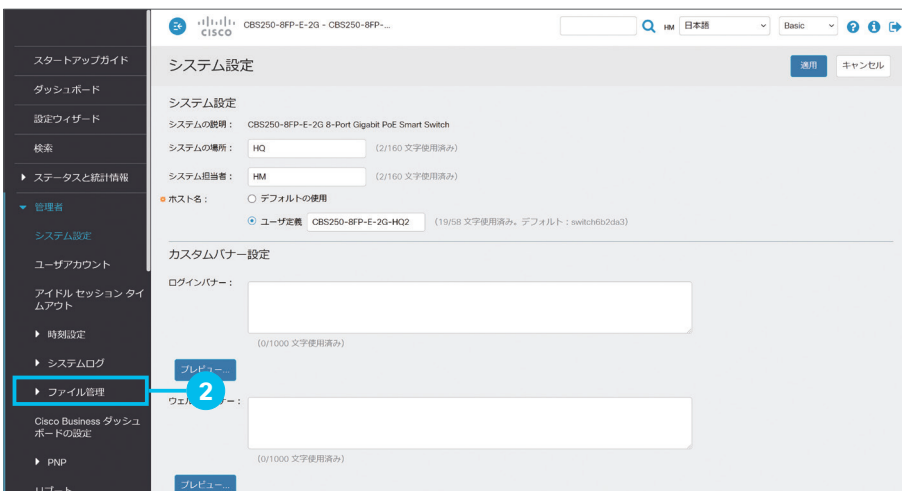 CISCO
CBS250-8FP-E-2G - CBS250-8FP-...
HM
日本語
Basic
スタートアップガイド
ダッシュボード
設定ウィザード
検索
ステータスと統計情報
管理者
システム設定
ユーザアカウント
アイドル セッション タイ
ムアウト
時刻設定
システムログ
ファイル管理
2
Cisco Business ダッシュ
ボードの設定
PNP
リブート
システム設定
適用
キャンセル
システム設定
システムの説明： CBS250-8FP-E-2G 8-Port Gigabit PoE Smart Switch
システムの場所： HQ (2/160 文字使用済み)
システム担当者： HM (2/160 文字使用済み)
ホスト名： デフォルトの使用
ユーザ定義 CBS250-8FP-E-2G-HQ2 (19/58 文字使用済み。デフォルト：switch6b2da3)
カスタムバナー設定
ログインバナー：
(0/1000 文字使用済み)
プレビュー...
(0/1000 文字使用済み)
プレビュー...